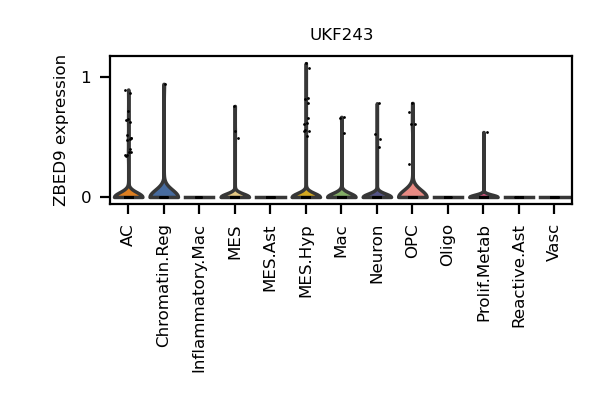 UKF243
ZBED9 expression
1
0
AC
Chromatin.Reg
Inflammatory.Mac
MES
MES.Ast
MES.Hyp
Mac
Neuron
OPC
Oligo
Prolif.Metab
Reactive.Ast
Vasc